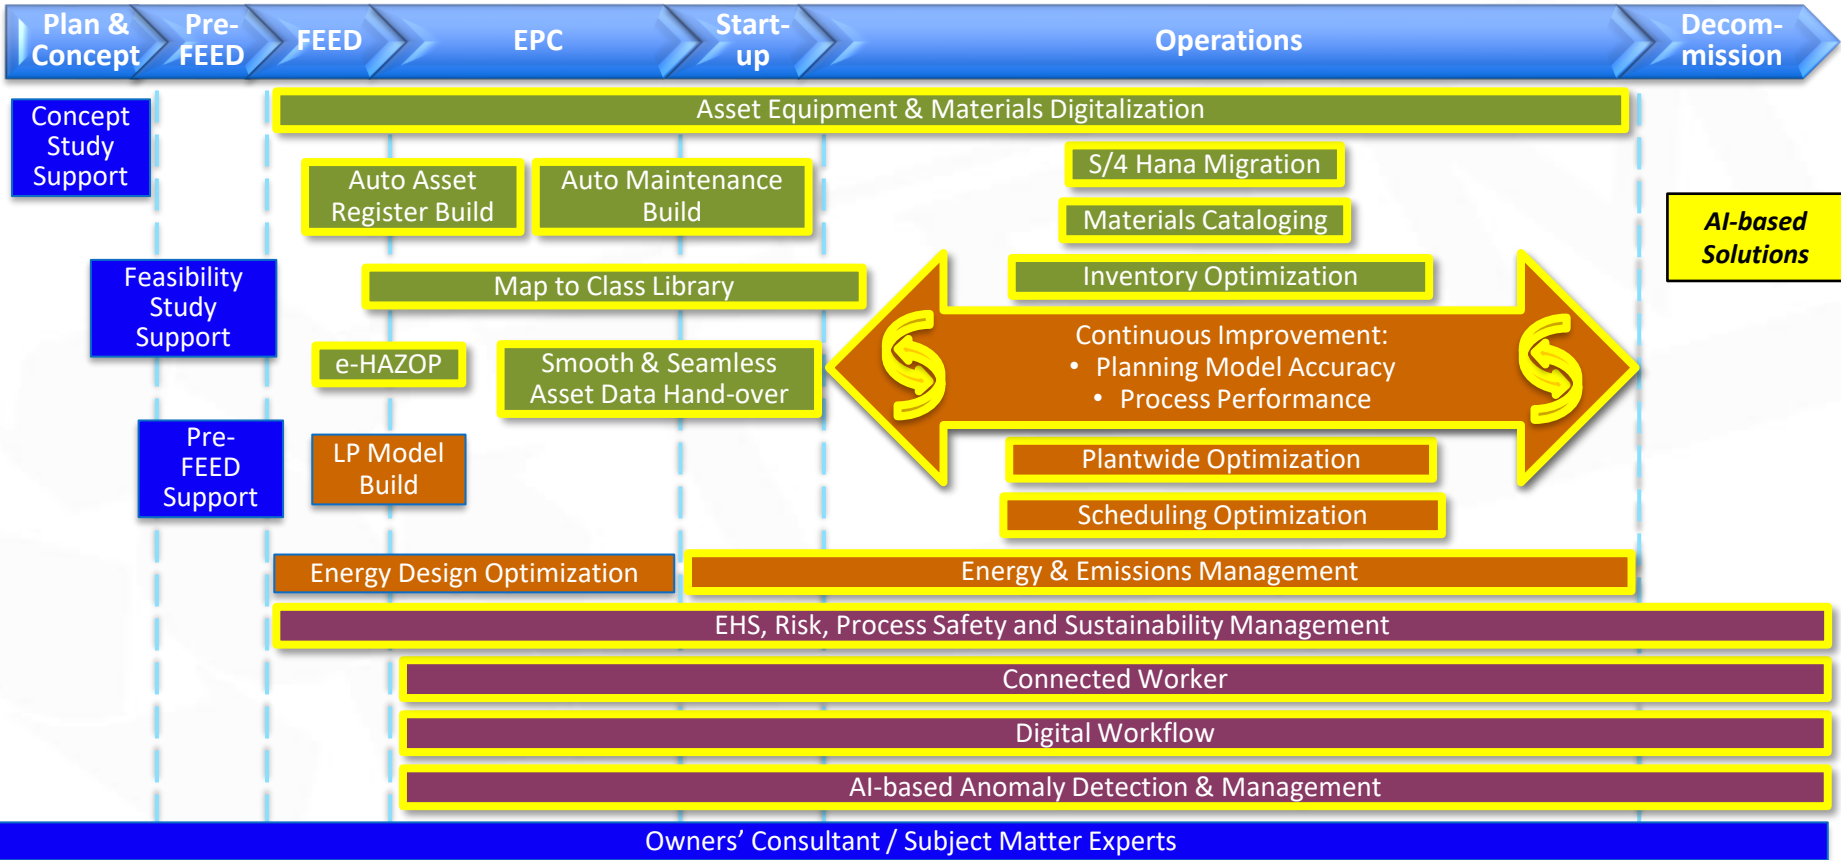 Plan &
Concept
Pre-
FEED
FEED
EPC
Start-
up
Operations
Decom-
mission
Asset Equipment & Materials Digitalization
Concept
Study
Support
Auto Asset
Register Build
Auto Maintenance
Build
S/4 Hana Migration
Materials Cataloging
AI-based
Solutions
Feasibility
Study
Support
Map to Class Library
Inventory Optimization
e-HAZOP
Smooth & Seamless
Asset Data Hand-over
Continuous Improvement:
• Planning Model Accuracy
• Process Performance
Pre-
FEED
Support
LP Model
Build
Plantwide Optimization
Scheduling Optimization
Energy Design Optimization
Energy & Emissions Management
EHS, Risk, Process Safety and Sustainability Management
Connected Worker
Digital Workflow
AI-based Anomaly Detection & Management
Owners’ Consultant / Subject Matter Experts